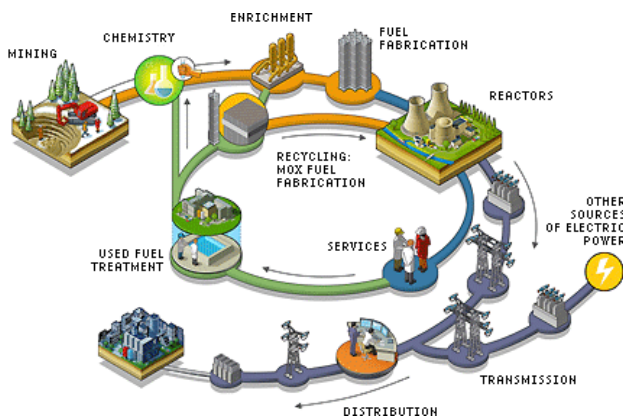 ENRICHMENT
CHEMISTRY
FUEL
FABRICATION
MINING
REACTORS
RECYCLING:
MOX FUEL
FABRICATION
OTHER
SOURCES
OF ELECTRIC
POWER
SERVICES
USED FUEL
TREATMENT
TRANSMISSION
DISTRIBUTION